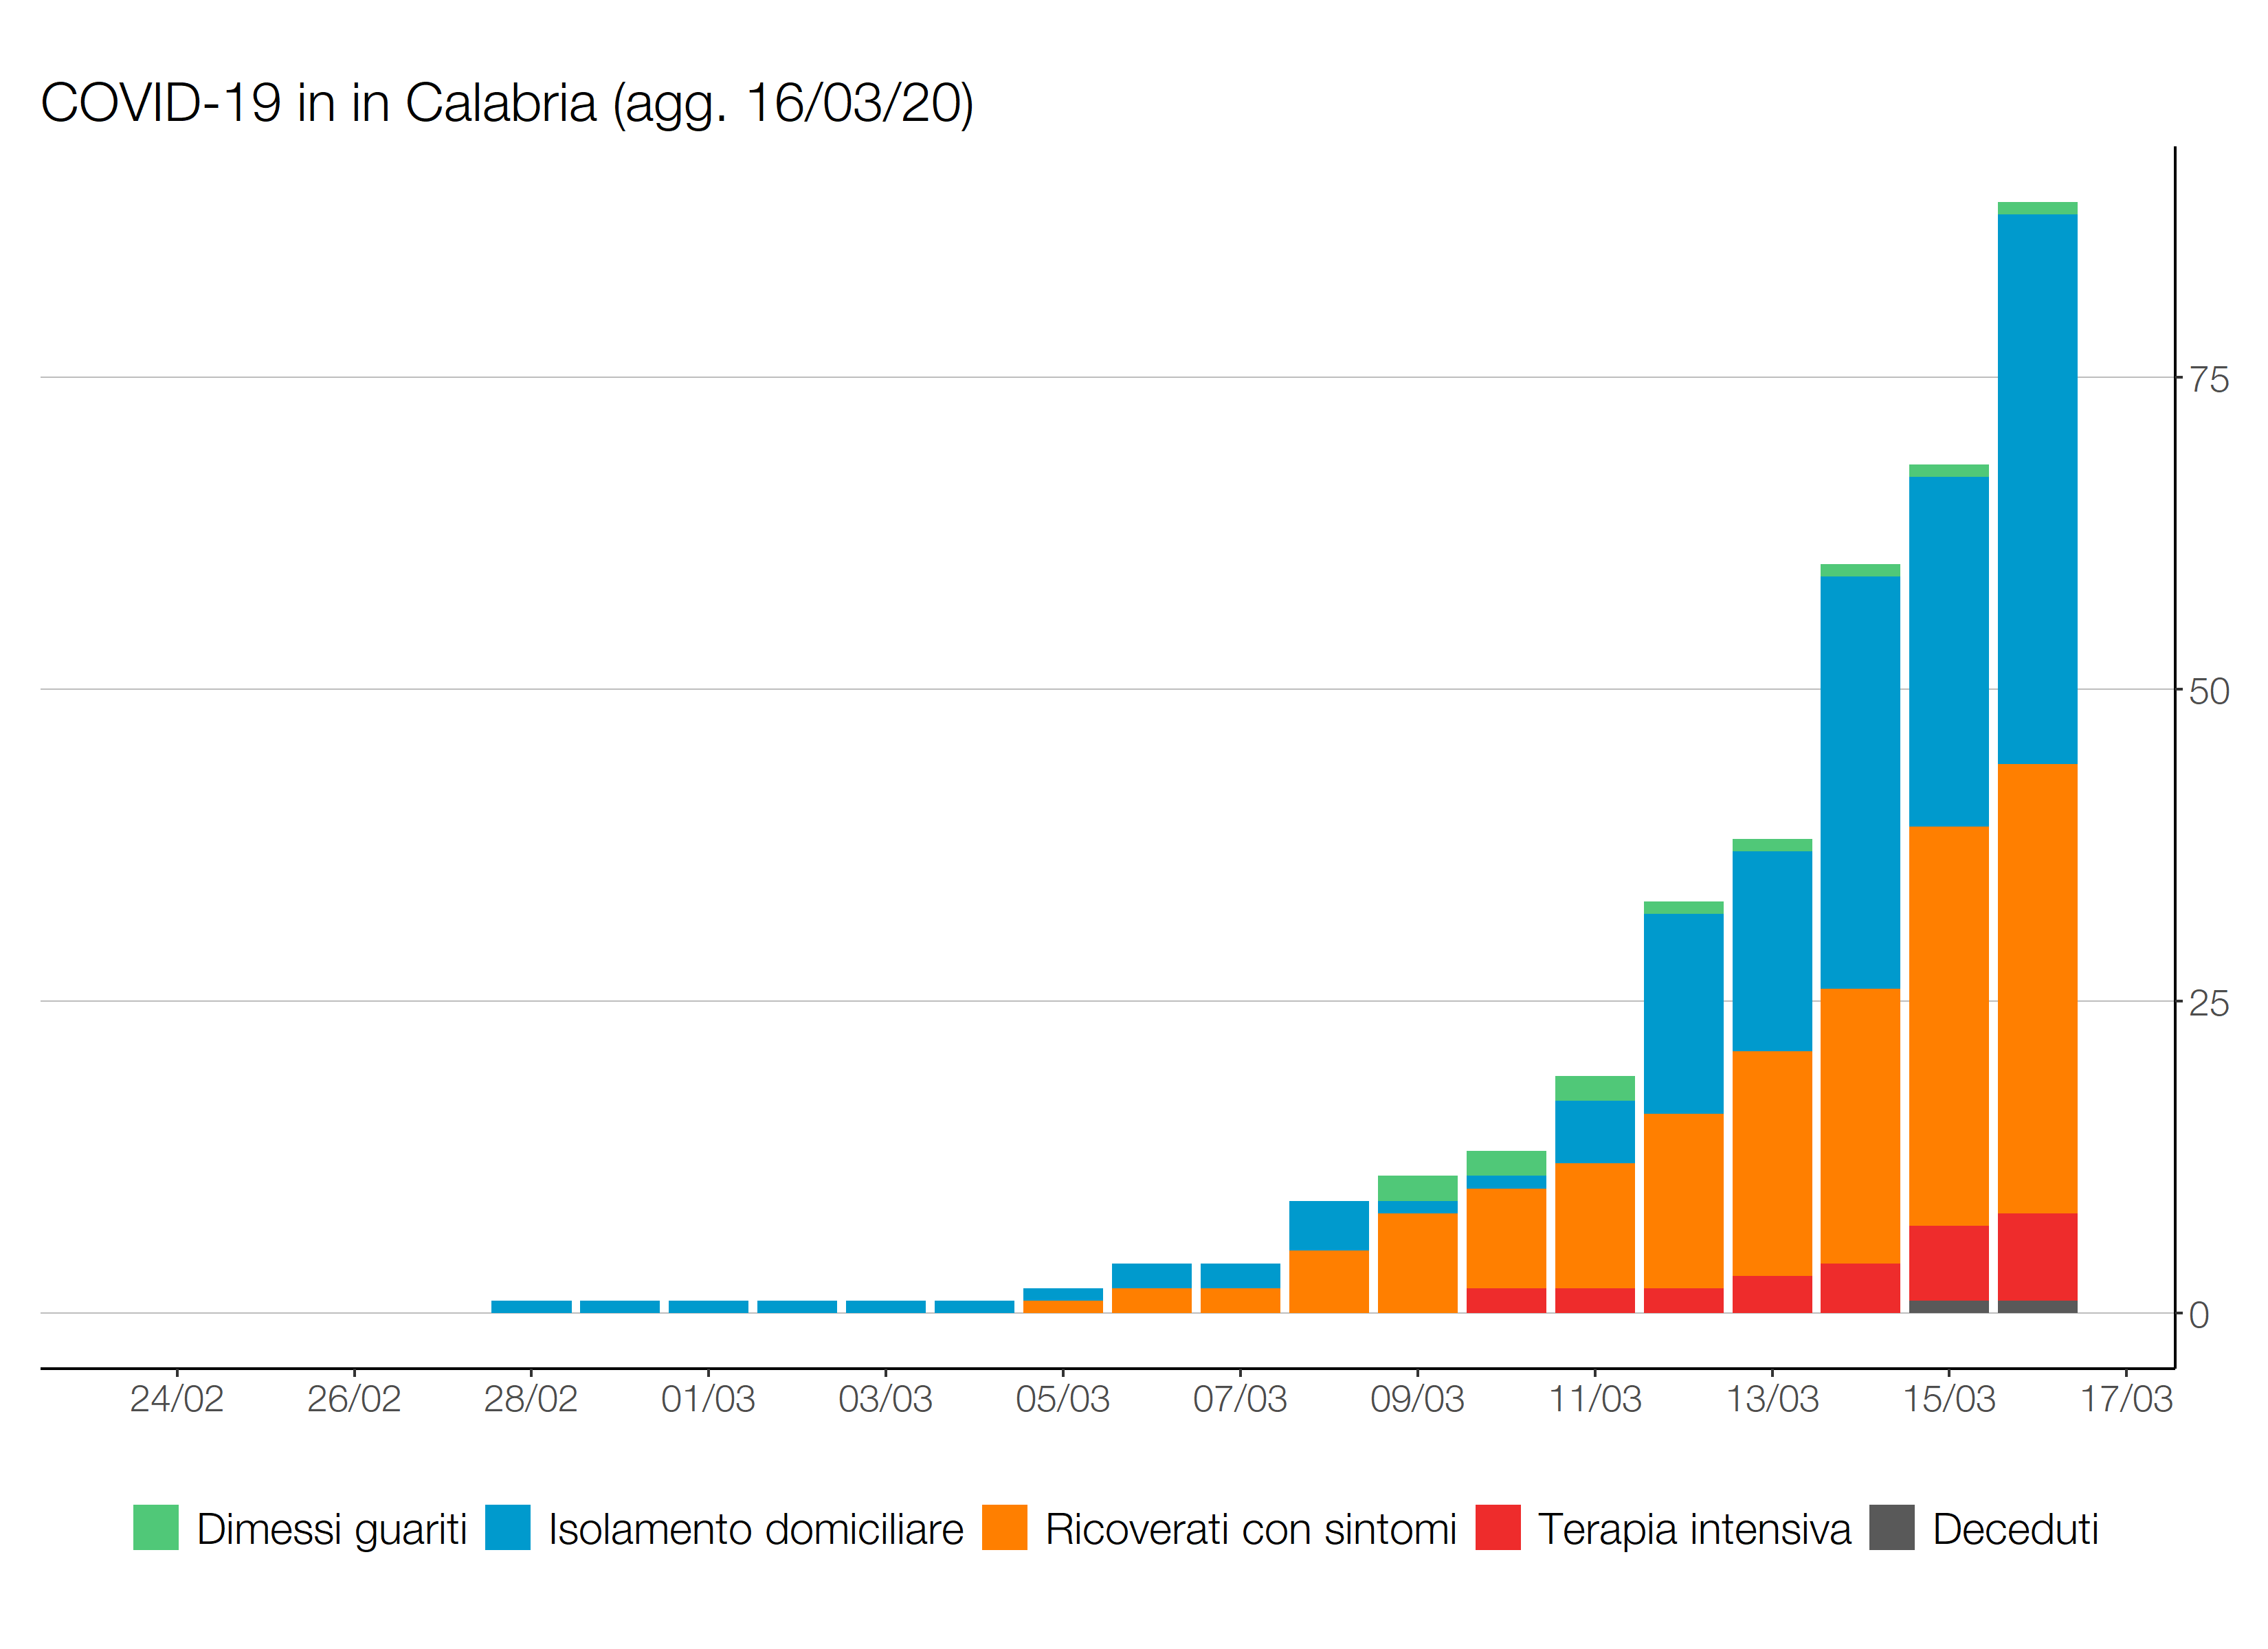 COVID-19 in in Calabria (agg. 16/03/20)
75
50
25
0
24/02 26/02 28/02 01/03 03/03 05/03 07/03 09/03 11/03 13/03 15/03 17/03
Dimessi guariti Isolamento domiciliare Ricoverati con sintomi Terapia intensiva Deceduti